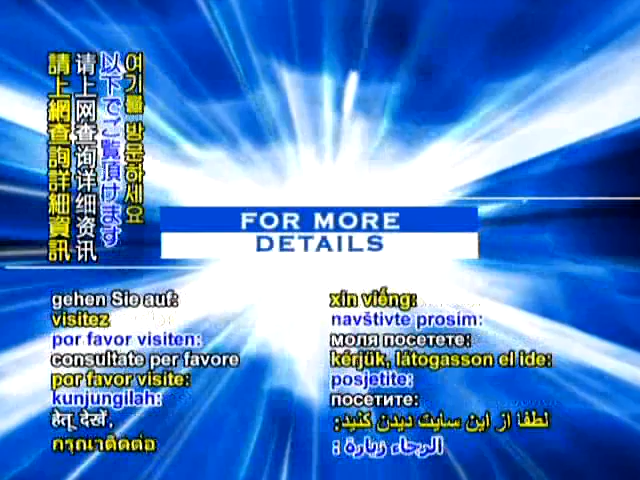 請上網查詢詳細資訊
请上网查询详细资讯
以下でご覧頂けます
여기를 방문하세요
FOR MORE
DETAILS
gehen Sie auf:
visitez
por favor visiten:
consultate per favore
por favor visite:
kunjungilah:
हेतू देखें,
กรุณาติดต่อ
xin viếng:
navštivte prosím:
моля посетете:
kérjük, látogasson el ide:
posjetite:
посетите:
لطفا از این سایت دیدن کنید:
الرجاء زيارة :